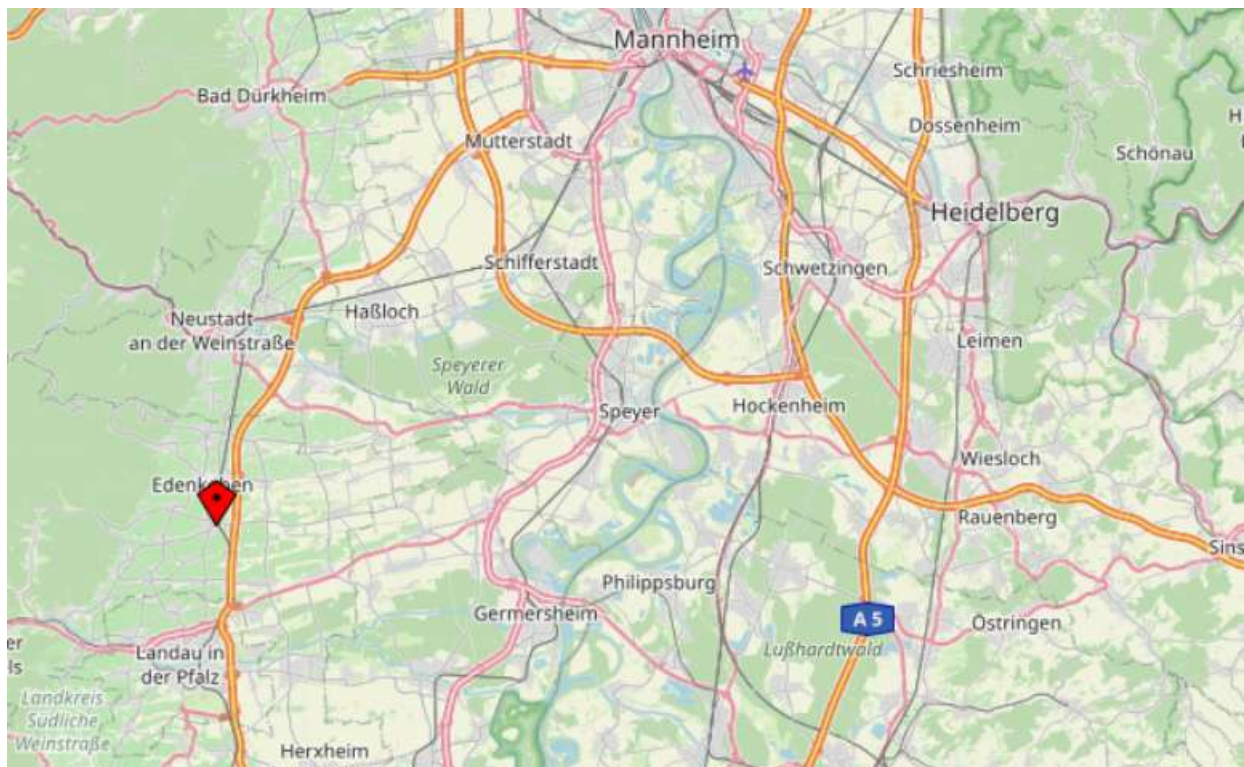 Mannheim
Schriesheim
Bad Dürkheim
Dossenheim
Mutterstadt
Schönau
Heidelberg
Schifferstadt
Schwetzingen
Neustadt
an der Weinstraße
Haßloch
Leimen
Speyerer
Wald
Speyer
Hockenheim
Wiesloch
Rauenberg
Sins
Philippsburg
Germersheim
A 5
Östringen
Lußhardtwald
Landau in
der Pfalz
Landkreis
Südliche
Weinstraße
Herxheim